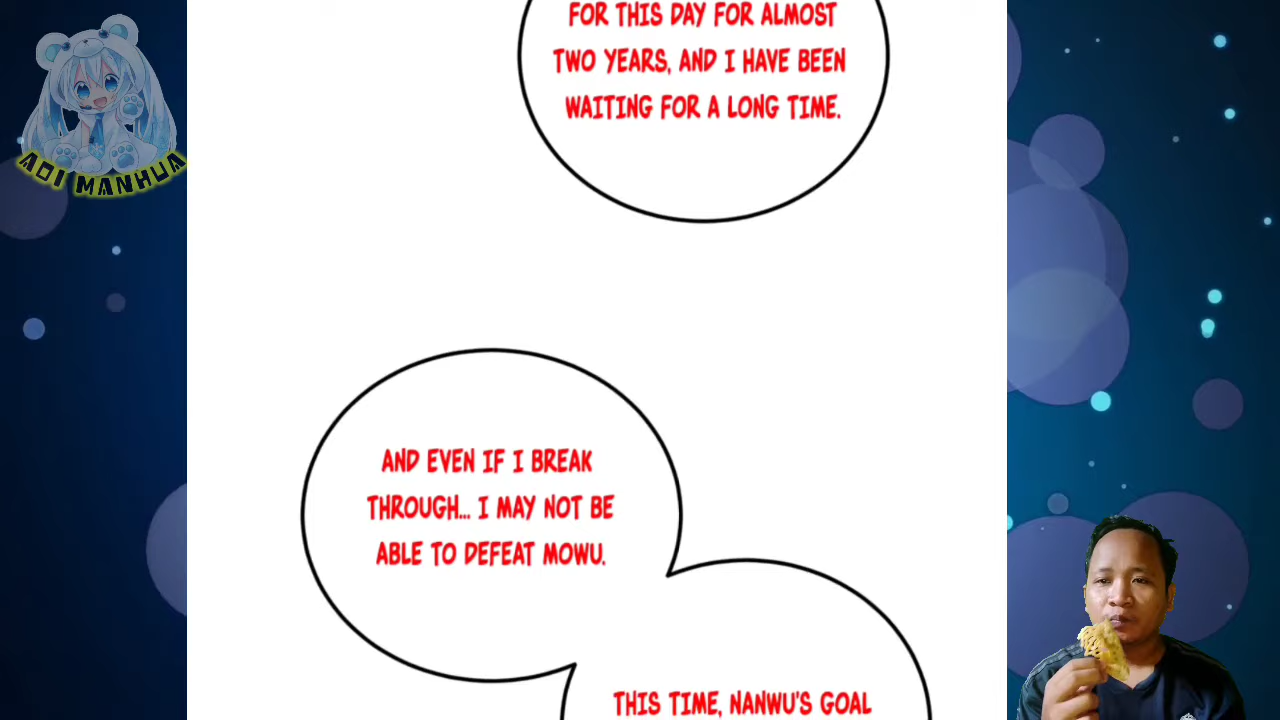 FOR THIS DAY FOR ALMOST
TWO YEARS, AND I HAVE BEEN
WAITING FOR A LONG TIME.
AOI MANHUA
AND EVEN IF I BREAK
THROUGH... I MAY NOT BE
ABLE TO DEFEAT MOWU.
THIS TIME, NANWU'S GOAL